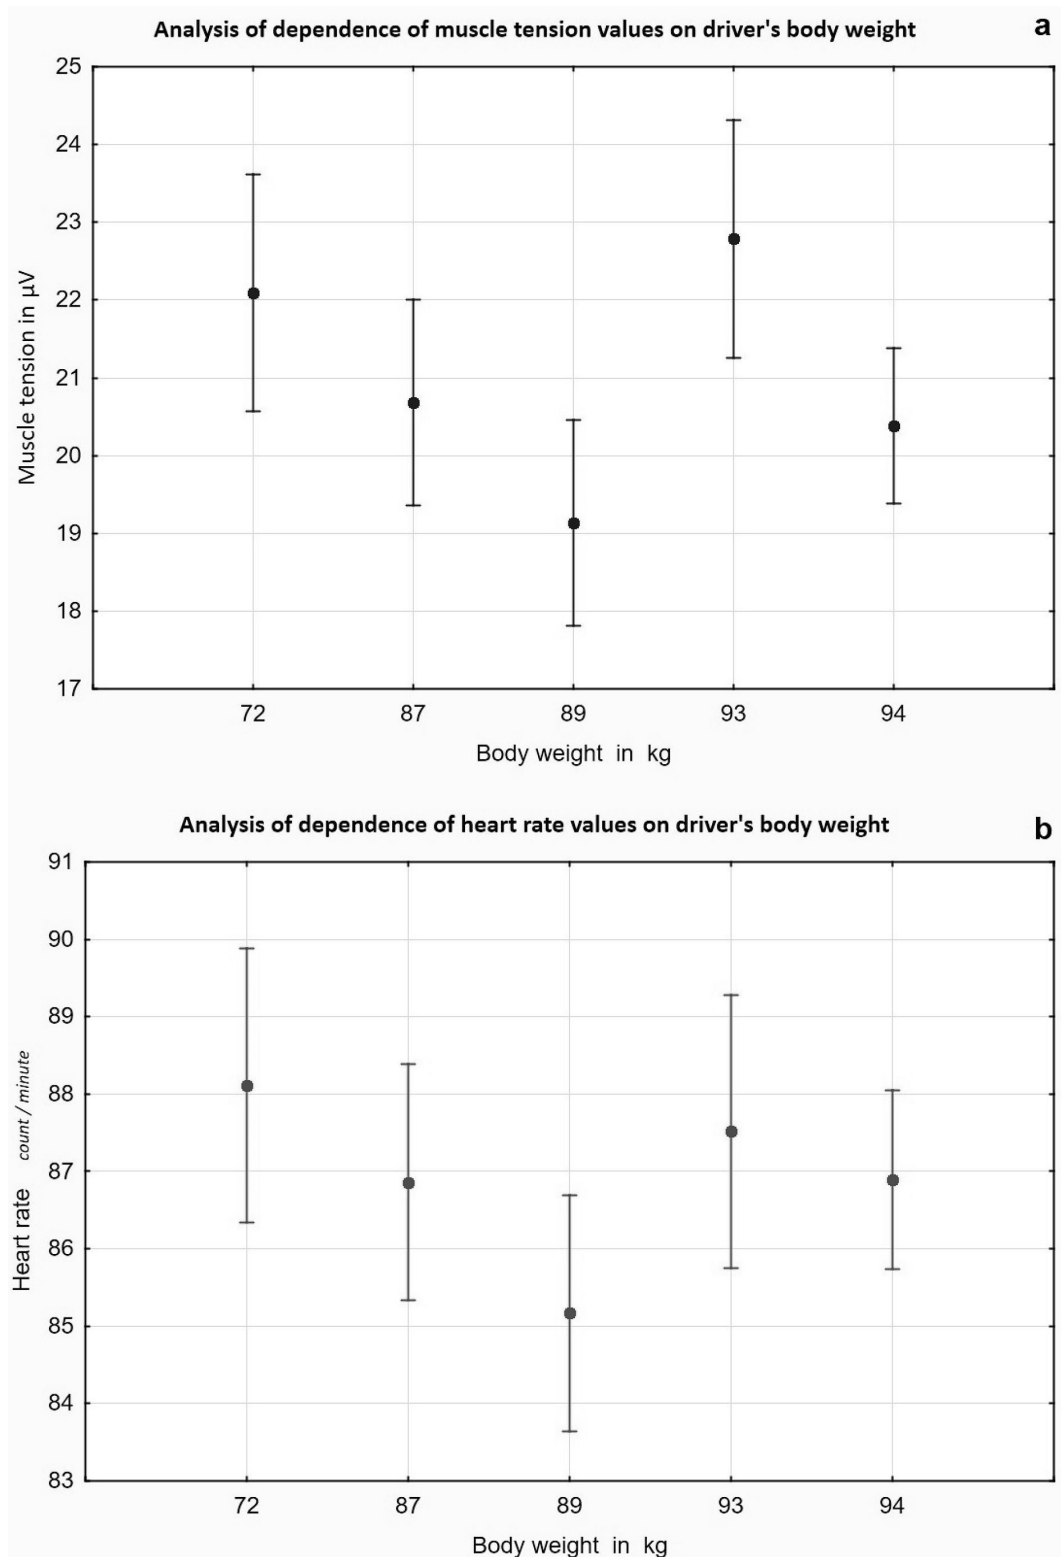 Analysis of dependence of muscle tension values on driver's body weight
a
25
24
23
22
21
20
19
18
17
Muscle tension in µV
72 87 89 93 94
Body weight in kg
Analysis of dependence of heart rate values on driver's body weight
b
91
90
89
88
87
86
85
84
83
Heart rate count / minute
72 87 89 93 94
Body weight in kg